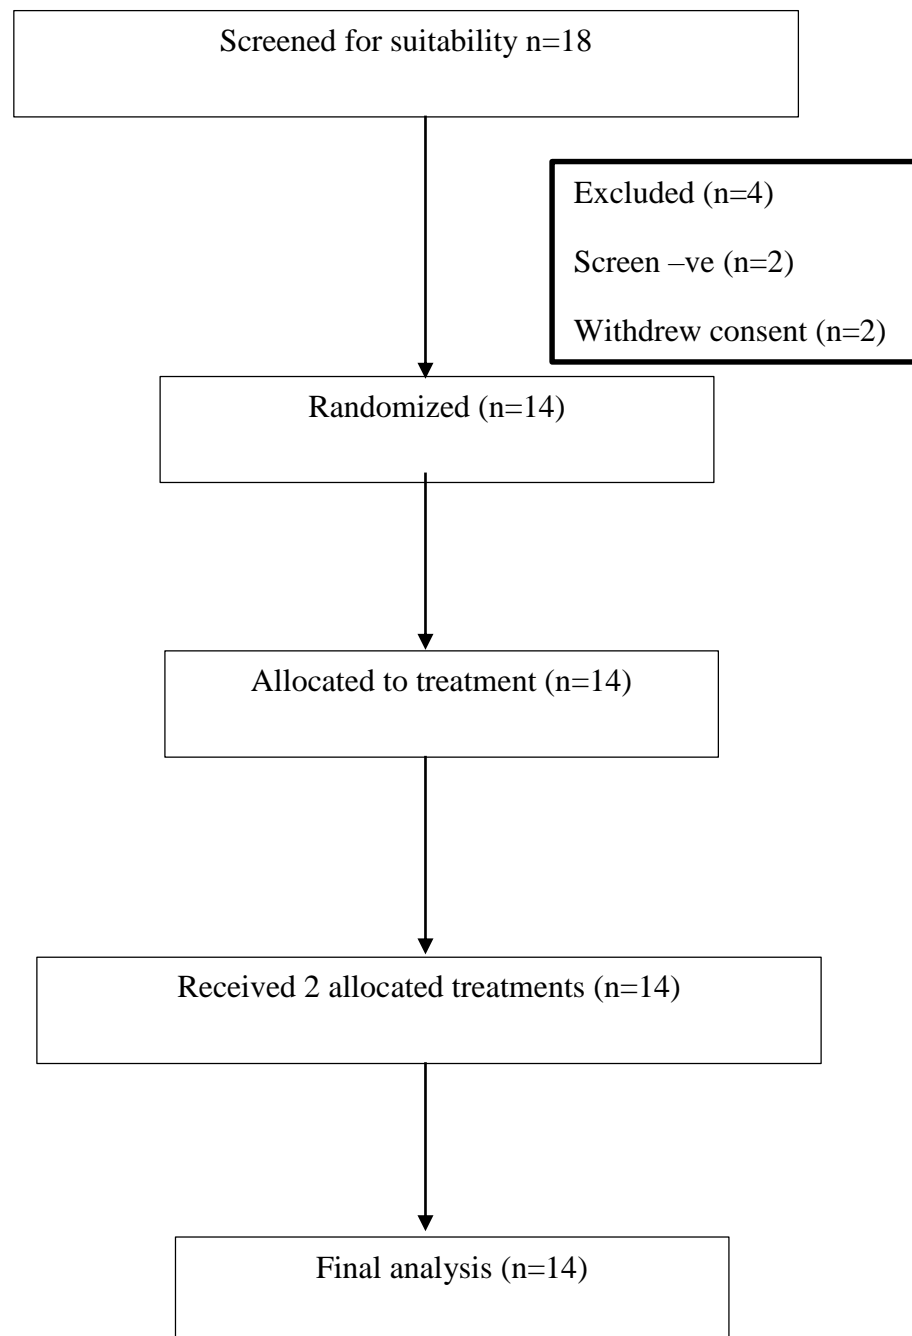 Screened for suitability n=18
Excluded (n=4)
Screen –ve (n=2)
Withdrew consent (n=2)
Randomized (n=14)
Allocated to treatment (n=14)
Received 2 allocated treatments (n=14)
Final analysis (n=14)